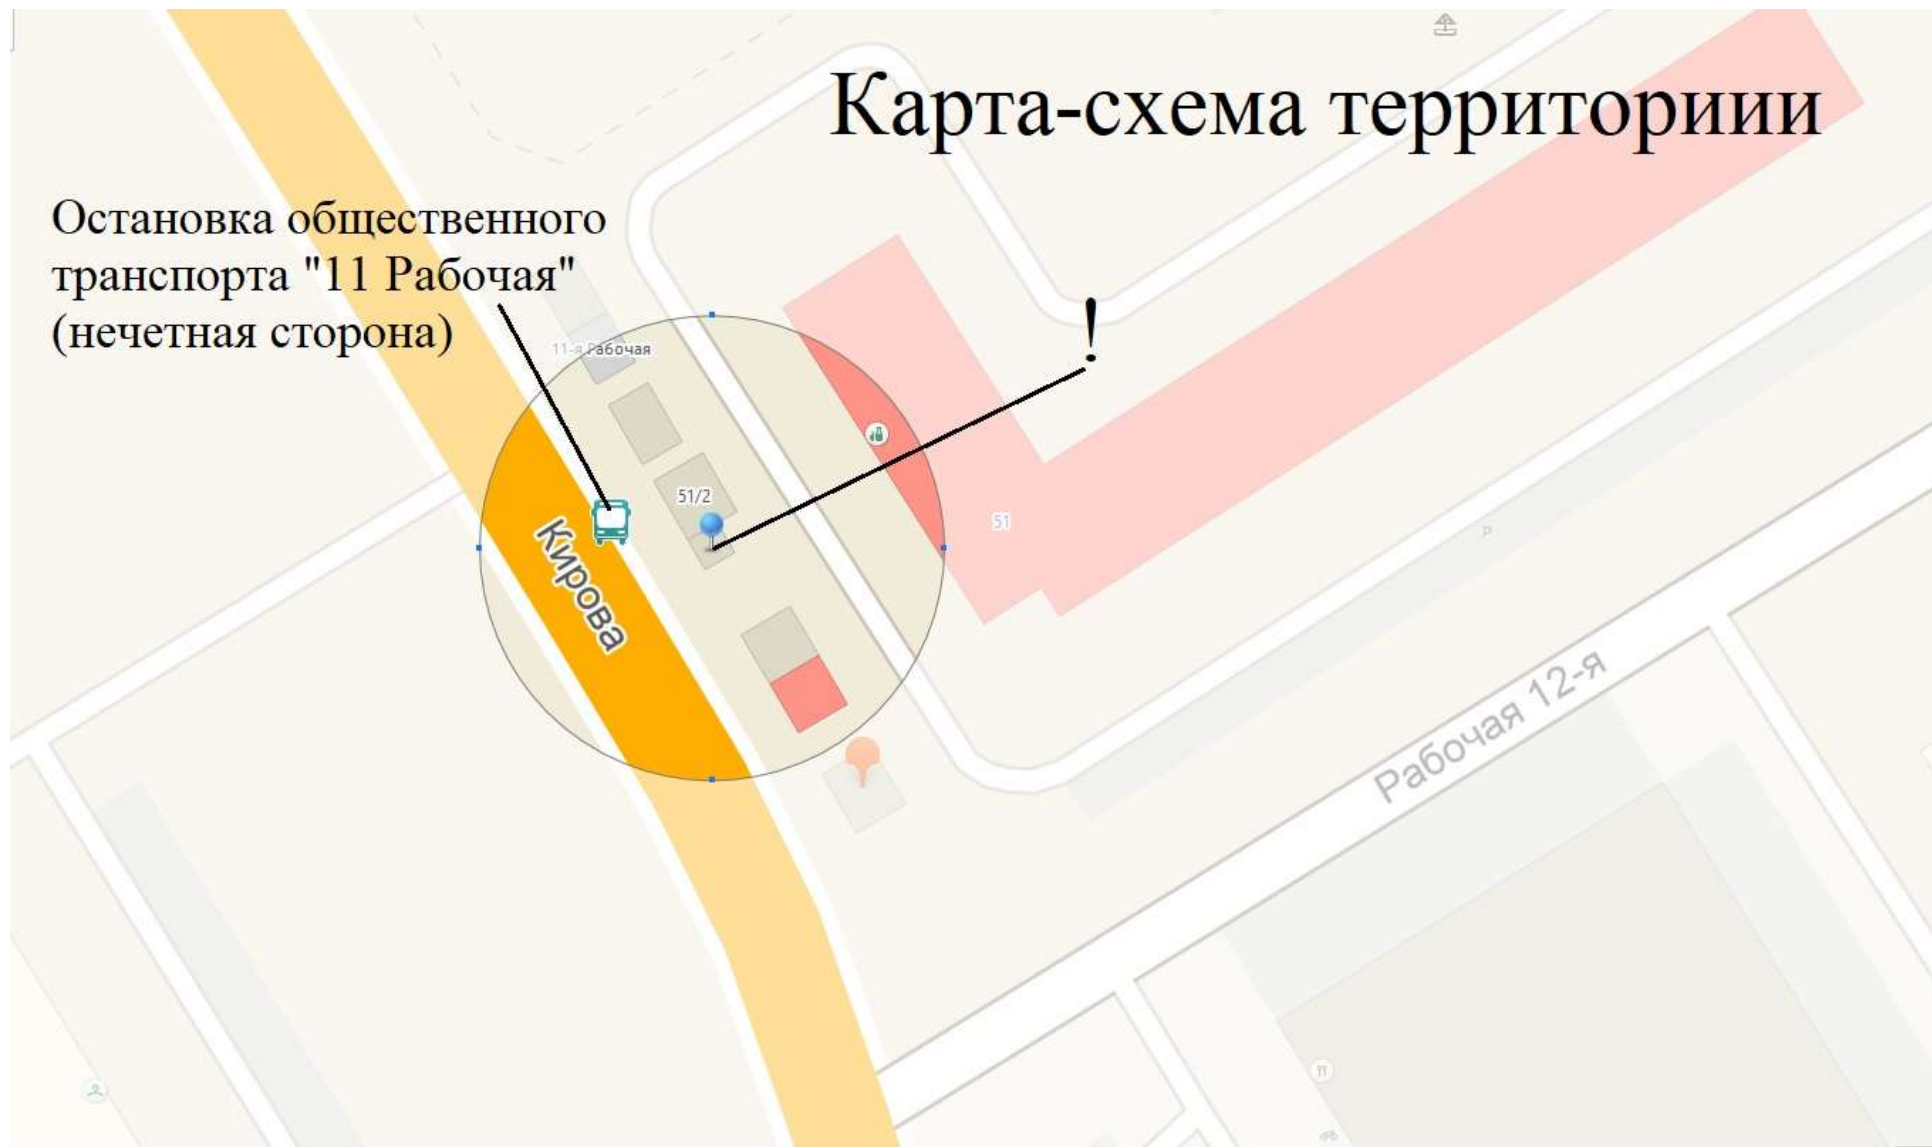 Карта-схема территориии
Остановка общественного
транспорта "11 Рабочая"
(нечетная сторона)
!
11-я Рабочая
51/2
51
P
Кирова
Рабочая 12-я